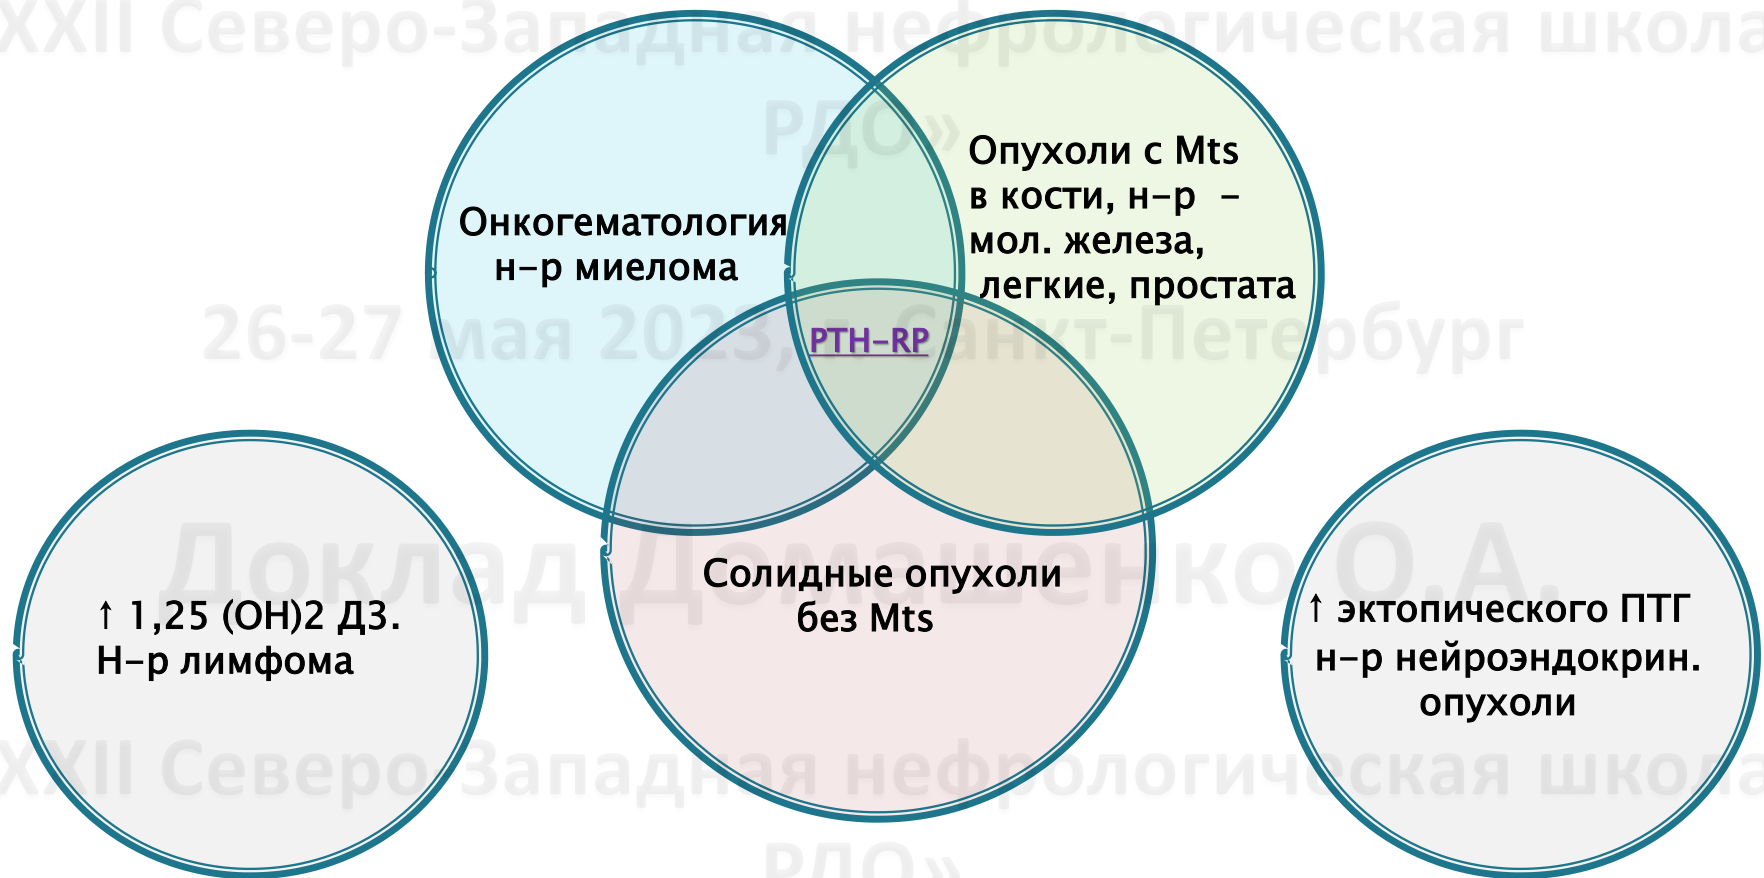 XXII Северо-Западная нефрологическая школа
РДО»
Опухоли с Mts
в кости, н-р -
мол. железа,
легкие, простата
Онкогематология
н-р миелома
26-27 мая 2023, г. Санкт-Петербург
PTH-RP
Доклад Домашенко О.А.
Солидные опухоли
без Mts
↑ 1,25 (OH)2 Д3.
Н-р лимфома
↑ эктопического ПТГ
н-р нейроэндокрин.
опухоли
XXII Северо-Западная нефрологическая школа
РДО»